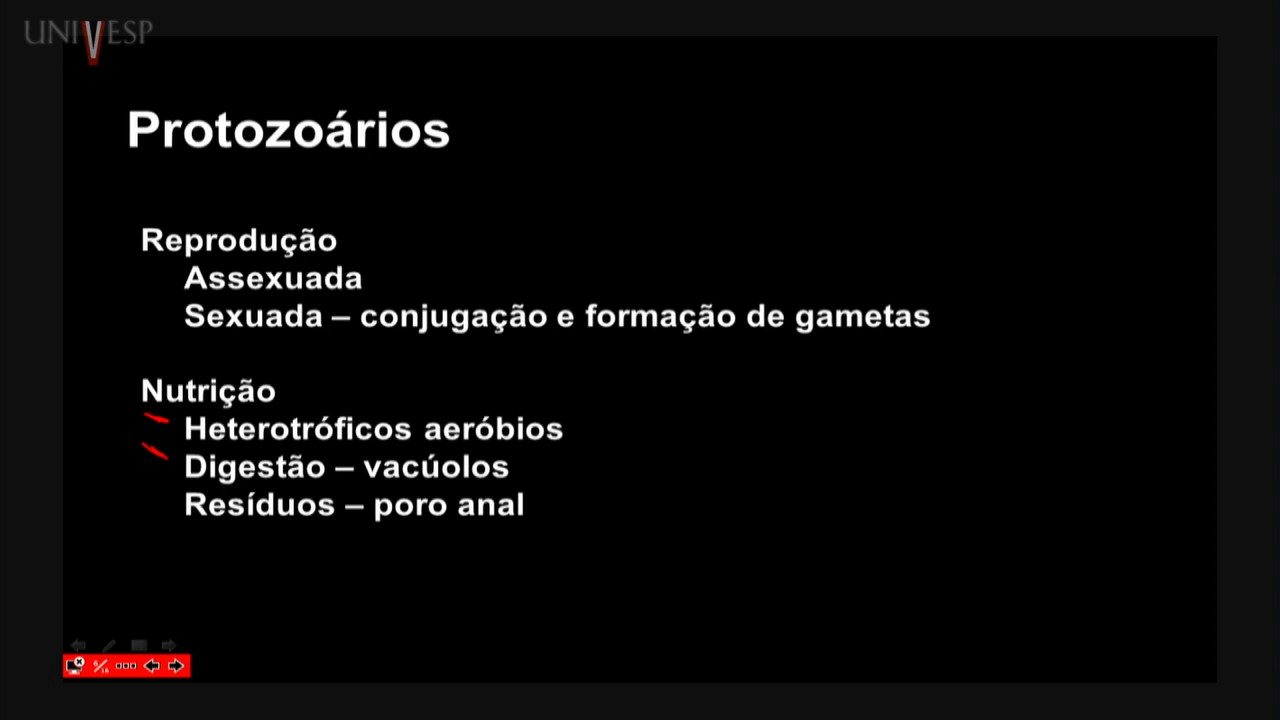 UNIVESP
Protozoários
Reprodução
Assexuada
Sexuada – conjugação e formação de gametas
Nutrição
Heterotróficos aeróbios
Digestão – vacúolos
Resíduos – poro anal